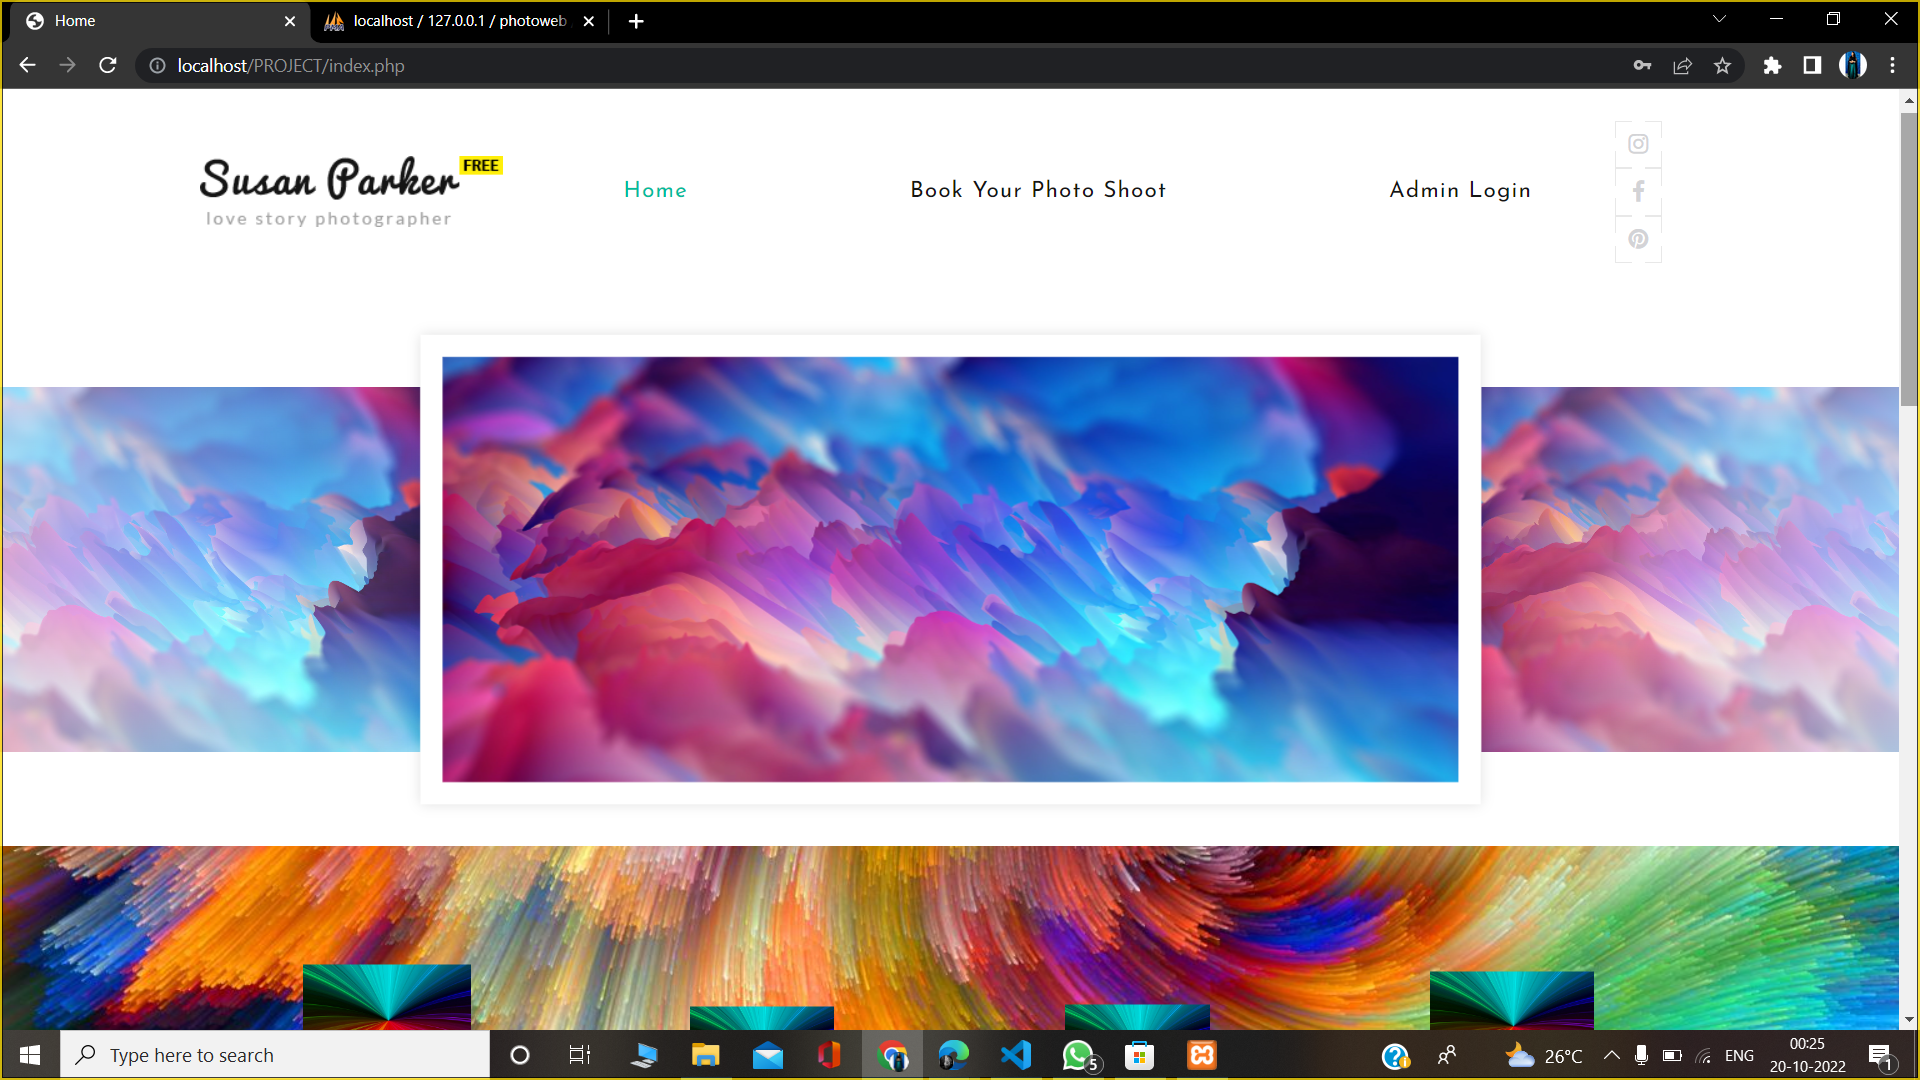 Home
localhost / 127.0.0.1 / photoweb
localhost/PROJECT/index.php
Susan Parker FREE
love story photographer
Home
Book Your Photo Shoot
Admin Login
Type here to search
5
26°C
ENG
00:25
20-10-2022
1